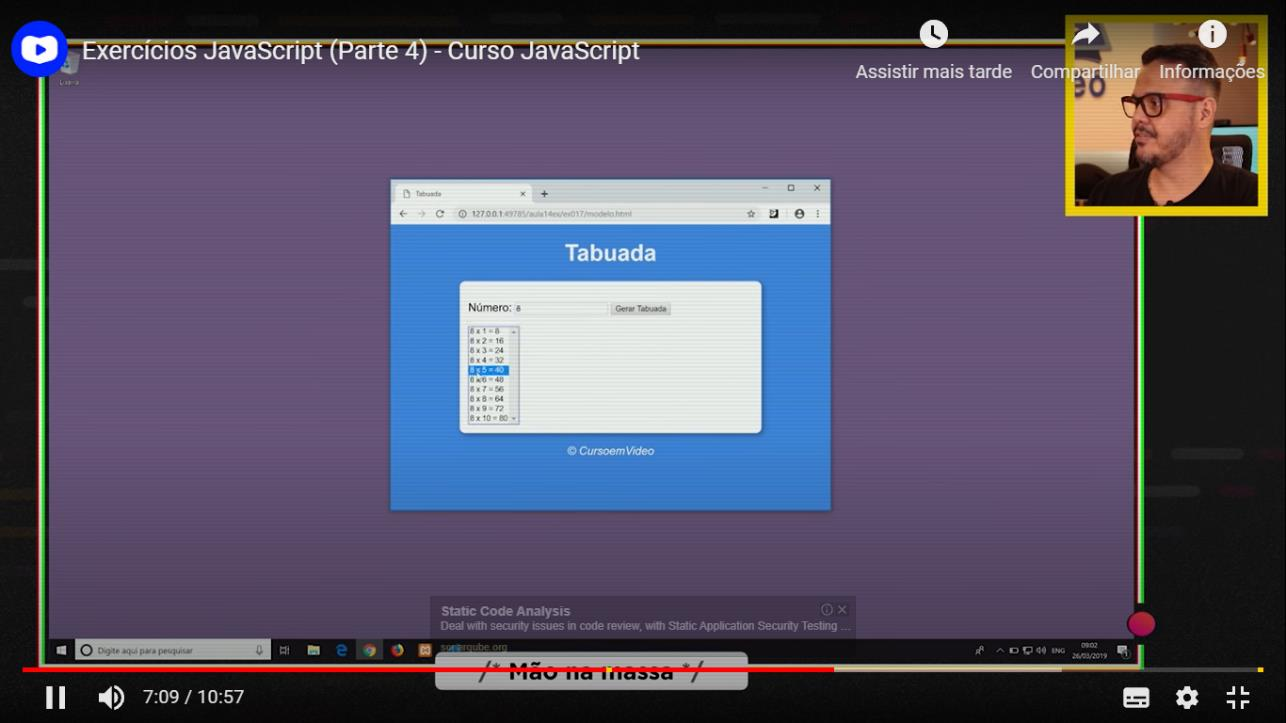 Exercícios JavaScript (Parte 4) - Curso JavaScript
Assistir mais tarde
Compartilhar
Informações
Lixeira
Tabuada
127.0.0.1:49785/aula14ex/ex017/modelo.html
Tabuada
Número: 8
Gerar Tabuada
8 x 1 = 8
8 x 2 = 16
8 x 3 = 24
8 x 4 = 32
8 x 5 = 40
8 x 6 = 48
8 x 7 = 56
8 x 8 = 64
8 x 9 = 72
8 x 10 = 80
© CursoemVideo
Static Code Analysis
Deal with security issues in code review, with Static Application Security Testing ...
Digite aqui para pesquisar
ENG
09:02
26/03/2019
/* Mão na massa */
7:09 / 10:57